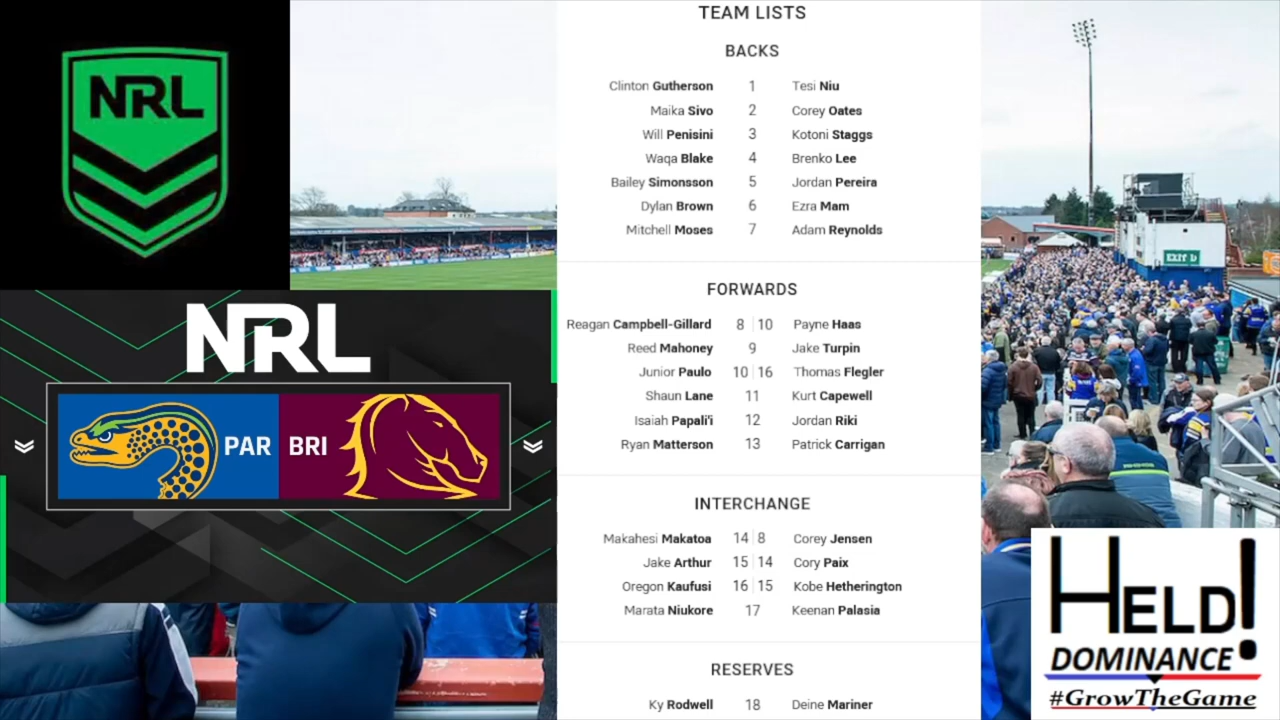 NRL
NRL
PAR BRI
TEAM LISTS
BACKS
Clinton Gutherson 1 Tesi Niu
Maika Sivo 2 Corey Oates
Will Penisini 3 Kotoni Staggs
Waqa Blake 4 Brenko Lee
Bailey Simonsson 5 Jordan Pereira
Dylan Brown 6 Ezra Mam
Mitchell Moses 7 Adam Reynolds
FORWARDS
Reagan Campbell-Gillard 8 10 Payne Haas
Reed Mahoney 9 Jake Turpin
Junior Paulo 10 16 Thomas Flegler
Shaun Lane 11 Kurt Capewell
Isaiah Papali'i 12 Jordan Riki
Ryan Matterson 13 Patrick Carrigan
INTERCHANGE
Makahesi Makatoa 14 8 Corey Jensen
Jake Arthur 15 14 Cory Paix
Oregon Kaufusi 16 15 Kobe Hetherington
Marata Niukore 17 Keenan Palasia
RESERVES
Ky Rodwell 18 Deine Mariner
HELD!
DOMINANCE
#GrowTheGame